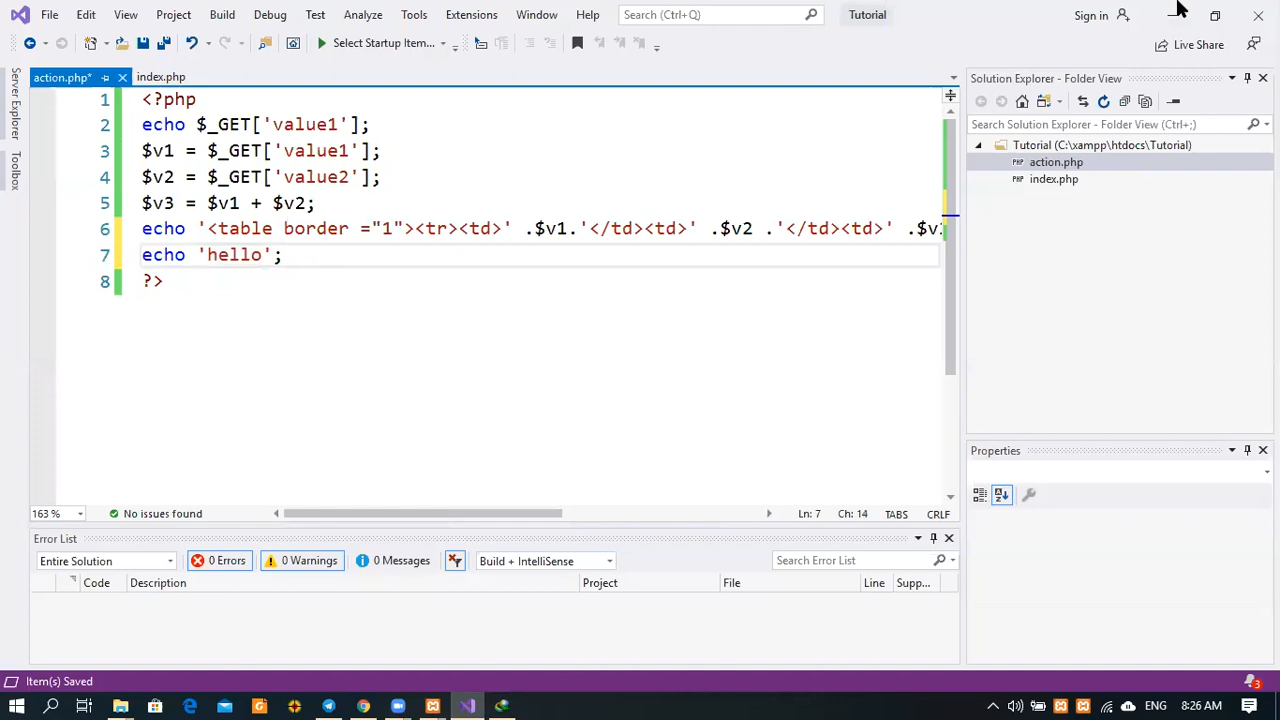 File Edit View Project Build Debug Test Analyze Tools Extensions Window Help Search (Ctrl+Q) Tutorial Sign in
Select Startup Item... Live Share
Server Explorer
Toolbox
action.php* index.php
1 <?php
2 echo $_GET['value1'];
3 $v1 = $_GET['value1'];
4 $v2 = $_GET['value2'];
5 $v3 = $v1 + $v2;
6 echo '<table border ="1"><tr><td>' .$v1.'</td><td>' .$v2 .'</td><td>' .$v
7 echo 'hello';
8 ?>
163 % No issues found Ln: 7 Ch: 14 TABS CRLF
Solution Explorer - Folder View
Search Solution Explorer - Folder View (Ctrl+;)
Tutorial (C:\xampp\htdocs\Tutorial)
PHP action.php
PHP index.php
Properties
Error List
Entire Solution 0 Errors 0 Warnings 0 Messages Build + IntelliSense Search Error List
Code Description Project File Line Supp...
Item(s) Saved 3
8:26 AM